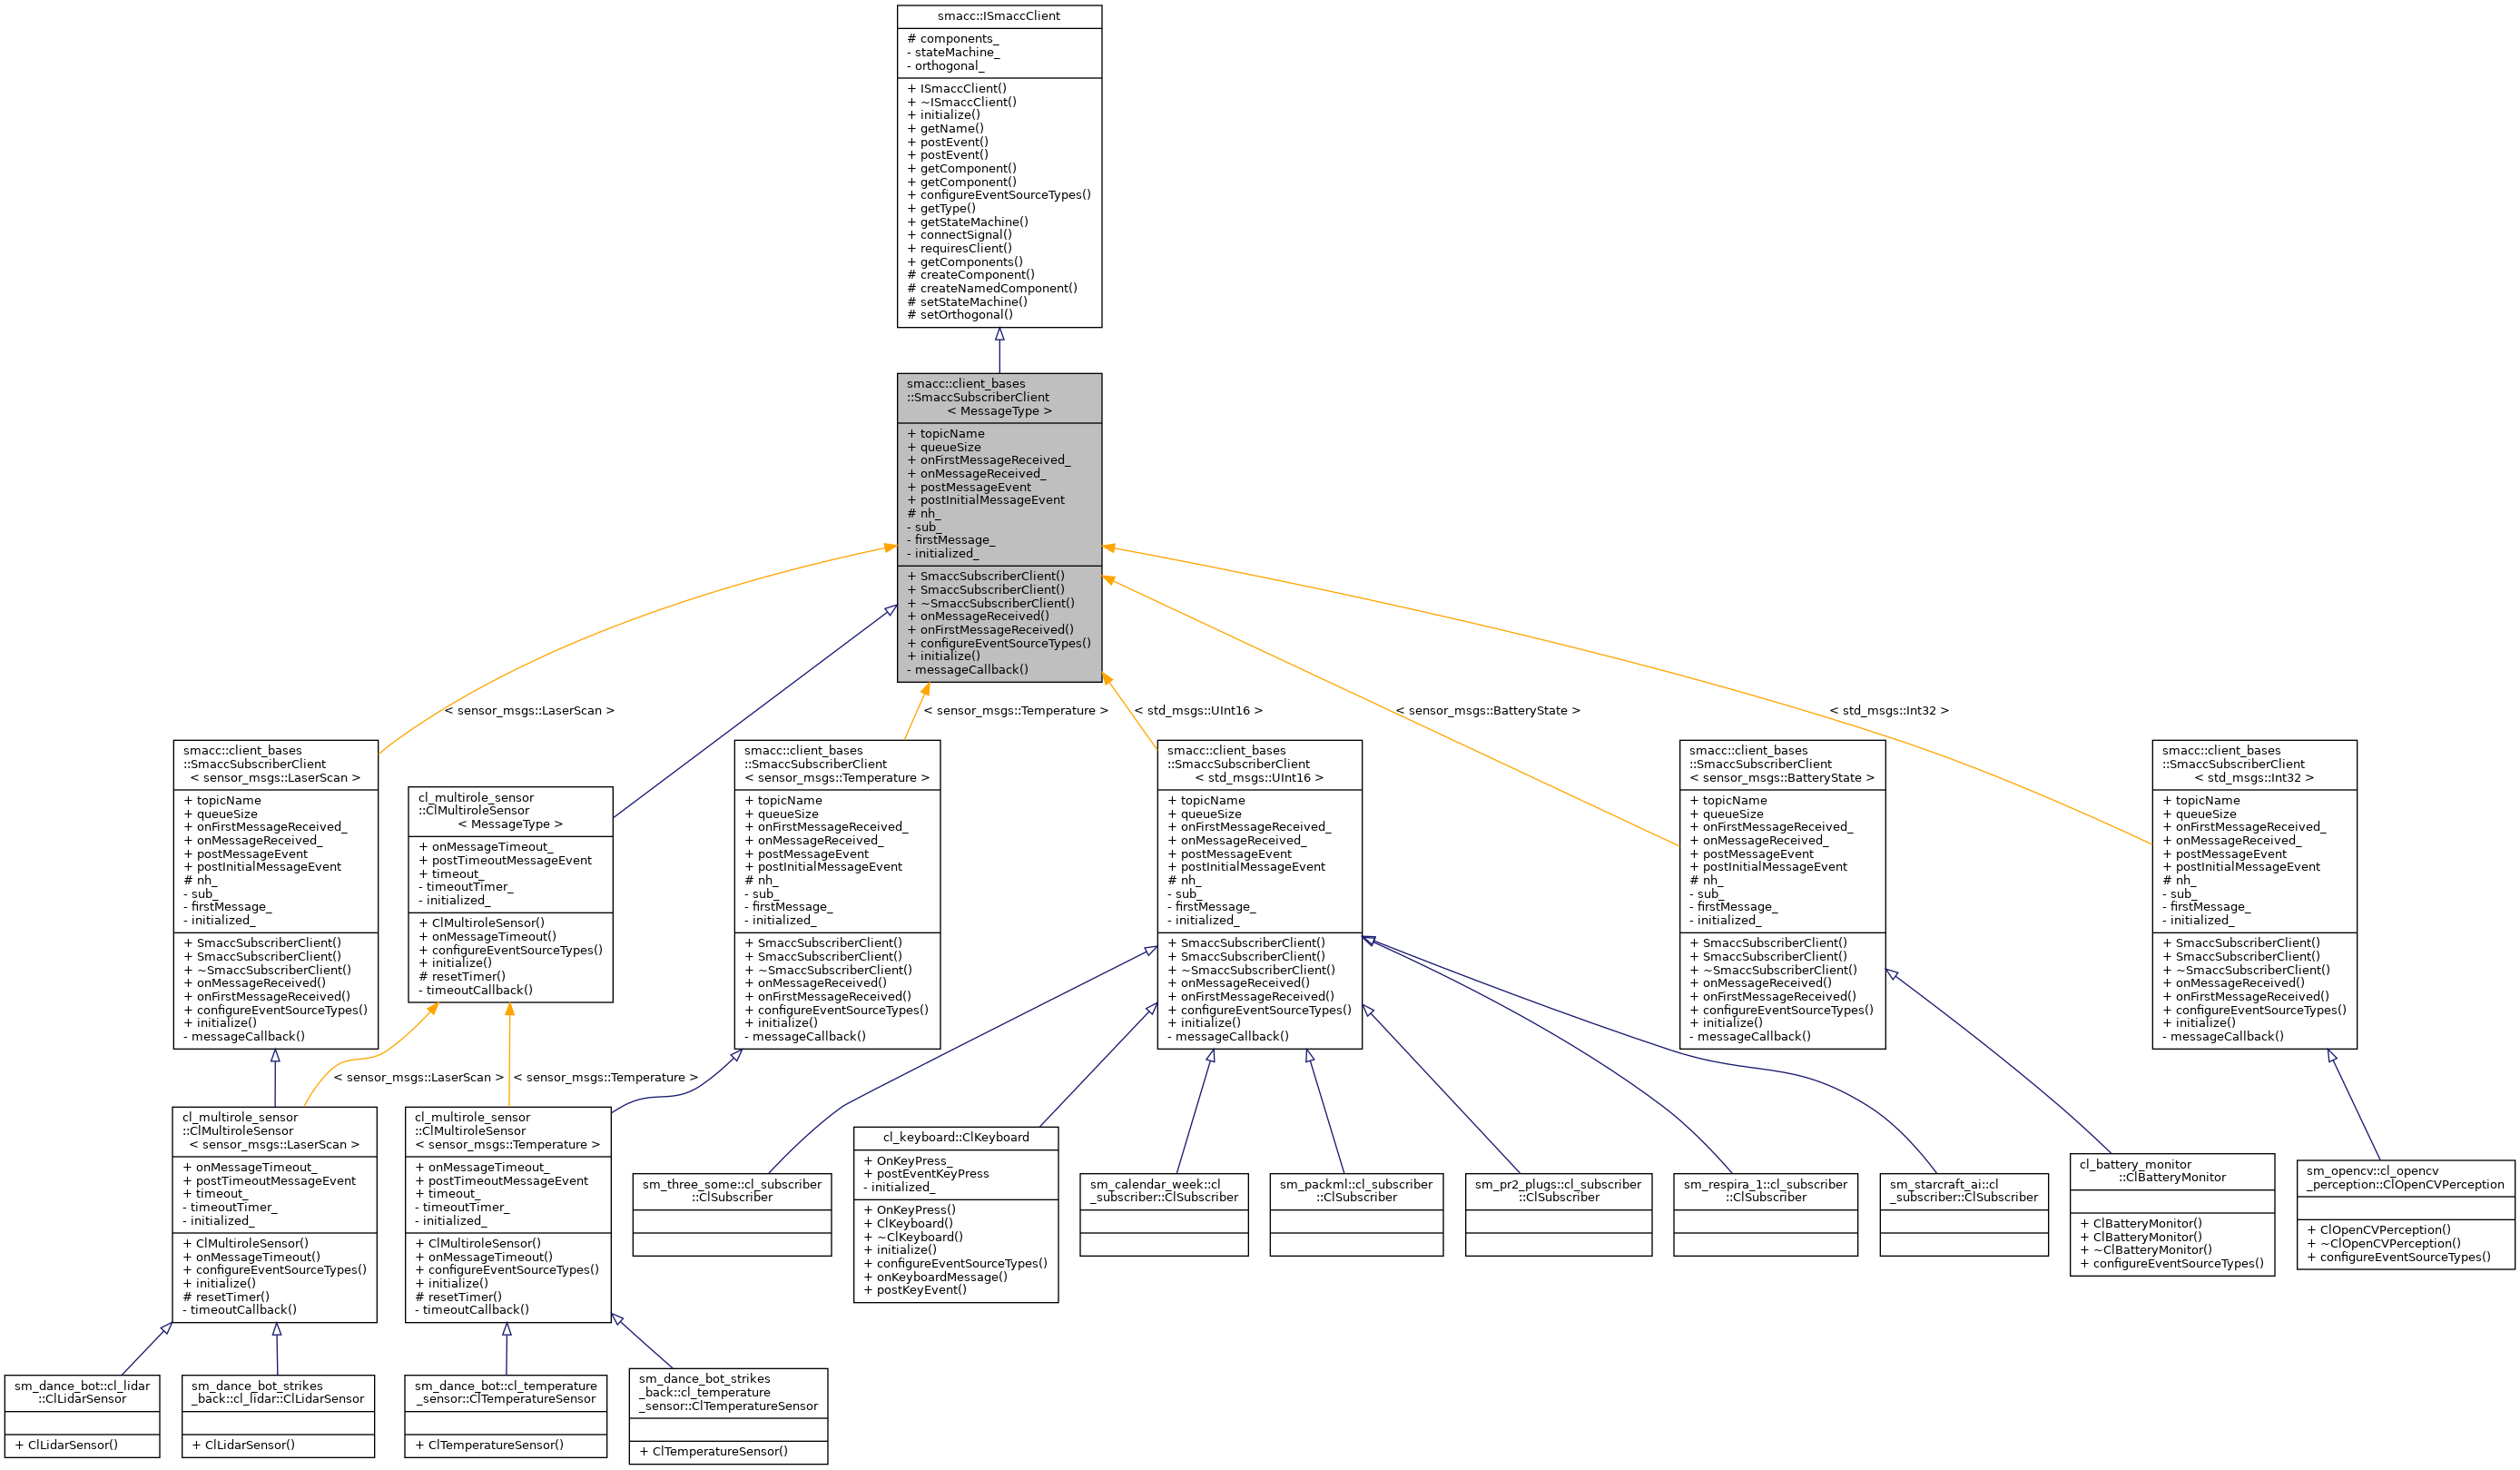 smacc::ISmaccClient
# components_
- stateMachine_
- orthogonal_
+ ISmaccClient()
+ ~ISmaccClient()
+ initialize()
+ getName()
+ postEvent()
+ postEvent()
+ getComponent()
+ getComponent()
+ configureEventSourceTypes()
+ getType()
+ getStateMachine()
+ connectSignal()
+ requiresClient()
+ getComponents()
# createComponent()
# createNamedComponent()
# setStateMachine()
# setOrthogonal()
smacc::client_bases
::SmaccSubscriberClient
< MessageType >
+ topicName
+ queueSize
+ onFirstMessageReceived_
+ onMessageReceived_
+ postMessageEvent
+ postInitialMessageEvent
# nh_
- sub_
- firstMessage_
- initialized_
+ SmaccSubscriberClient()
+ SmaccSubscriberClient()
+ ~SmaccSubscriberClient()
+ onMessageReceived()
+ onFirstMessageReceived()
+ configureEventSourceTypes()
+ initialize()
- messageCallback()
< sensor_msgs::LaserScan >
< sensor_msgs::Temperature >
< std_msgs::UInt16 >
< sensor_msgs::BatteryState >
< std_msgs::Int32 >
smacc::client_bases
::SmaccSubscriberClient
< sensor_msgs::LaserScan >
+ topicName
+ queueSize
+ onFirstMessageReceived_
+ onMessageReceived_
+ postMessageEvent
+ postInitialMessageEvent
# nh_
- sub_
- firstMessage_
- initialized_
+ SmaccSubscriberClient()
+ SmaccSubscriberClient()
+ ~SmaccSubscriberClient()
+ onMessageReceived()
+ onFirstMessageReceived()
+ configureEventSourceTypes()
+ initialize()
- messageCallback()
cl_multirole_sensor
::ClMultiroleSensor
< MessageType >
+ onMessageTimeout_
+ postTimeoutMessageEvent
+ timeout_
- timeoutTimer_
- initialized_
+ ClMultiroleSensor()
+ onMessageTimeout()
+ configureEventSourceTypes()
+ initialize()
# resetTimer()
- timeoutCallback()
smacc::client_bases
::SmaccSubscriberClient
< sensor_msgs::Temperature >
+ topicName
+ queueSize
+ onFirstMessageReceived_
+ onMessageReceived_
+ postMessageEvent
+ postInitialMessageEvent
# nh_
- sub_
- firstMessage_
- initialized_
+ SmaccSubscriberClient()
+ SmaccSubscriberClient()
+ ~SmaccSubscriberClient()
+ onMessageReceived()
+ onFirstMessageReceived()
+ configureEventSourceTypes()
+ initialize()
- messageCallback()
smacc::client_bases
::SmaccSubscriberClient
< std_msgs::UInt16 >
+ topicName
+ queueSize
+ onFirstMessageReceived_
+ onMessageReceived_
+ postMessageEvent
+ postInitialMessageEvent
# nh_
- sub_
- firstMessage_
- initialized_
+ SmaccSubscriberClient()
+ SmaccSubscriberClient()
+ ~SmaccSubscriberClient()
+ onMessageReceived()
+ onFirstMessageReceived()
+ configureEventSourceTypes()
+ initialize()
- messageCallback()
smacc::client_bases
::SmaccSubscriberClient
< sensor_msgs::BatteryState >
+ topicName
+ queueSize
+ onFirstMessageReceived_
+ onMessageReceived_
+ postMessageEvent
+ postInitialMessageEvent
# nh_
- sub_
- firstMessage_
- initialized_
+ SmaccSubscriberClient()
+ SmaccSubscriberClient()
+ ~SmaccSubscriberClient()
+ onMessageReceived()
+ onFirstMessageReceived()
+ configureEventSourceTypes()
+ initialize()
- messageCallback()
smacc::client_bases
::SmaccSubscriberClient
< std_msgs::Int32 >
+ topicName
+ queueSize
+ onFirstMessageReceived_
+ onMessageReceived_
+ postMessageEvent
+ postInitialMessageEvent
# nh_
- sub_
- firstMessage_
- initialized_
+ SmaccSubscriberClient()
+ SmaccSubscriberClient()
+ ~SmaccSubscriberClient()
+ onMessageReceived()
+ onFirstMessageReceived()
+ configureEventSourceTypes()
+ initialize()
- messageCallback()
< sensor_msgs::LaserScan >
< sensor_msgs::Temperature >
cl_multirole_sensor
::ClMultiroleSensor
< sensor_msgs::LaserScan >
+ onMessageTimeout_
+ postTimeoutMessageEvent
+ timeout_
- timeoutTimer_
- initialized_
+ ClMultiroleSensor()
+ onMessageTimeout()
+ configureEventSourceTypes()
+ initialize()
# resetTimer()
- timeoutCallback()
cl_multirole_sensor
::ClMultiroleSensor
< sensor_msgs::Temperature >
+ onMessageTimeout_
+ postTimeoutMessageEvent
+ timeout_
- timeoutTimer_
- initialized_
+ ClMultiroleSensor()
+ onMessageTimeout()
+ configureEventSourceTypes()
+ initialize()
# resetTimer()
- timeoutCallback()
sm_three_some::cl_subscriber
::ClSubscriber
cl_keyboard::ClKeyboard
+ OnKeyPress_
+ postEventKeyPress
- initialized_
+ OnKeyPress()
+ ClKeyboard()
+ ~ClKeyboard()
+ initialize()
+ configureEventSourceTypes()
+ onKeyboardMessage()
+ postKeyEvent()
sm_calendar_week::cl
_subscriber::ClSubscriber
sm_packml::cl_subscriber
::ClSubscriber
sm_pr2_plugs::cl_subscriber
::ClSubscriber
sm_respira_1::cl_subscriber
::ClSubscriber
sm_starcraft_ai::cl
_subscriber::ClSubscriber
cl_battery_monitor
::ClBatteryMonitor
+ ClBatteryMonitor()
+ ClBatteryMonitor()
+ ~ClBatteryMonitor()
+ configureEventSourceTypes()
sm_opencv::cl_opencv
_perception::ClOpenCVPerception
+ ClOpenCVPerception()
+ ~ClOpenCVPerception()
+ configureEventSourceTypes()
sm_dance_bot::cl_lidar
::ClLidarSensor
+ ClLidarSensor()
sm_dance_bot_strikes
_back::cl_lidar::ClLidarSensor
+ ClLidarSensor()
sm_dance_bot::cl_temperature
_sensor::ClTemperatureSensor
+ ClTemperatureSensor()
sm_dance_bot_strikes
_back::cl_temperature
_sensor::ClTemperatureSensor
+ ClTemperatureSensor()